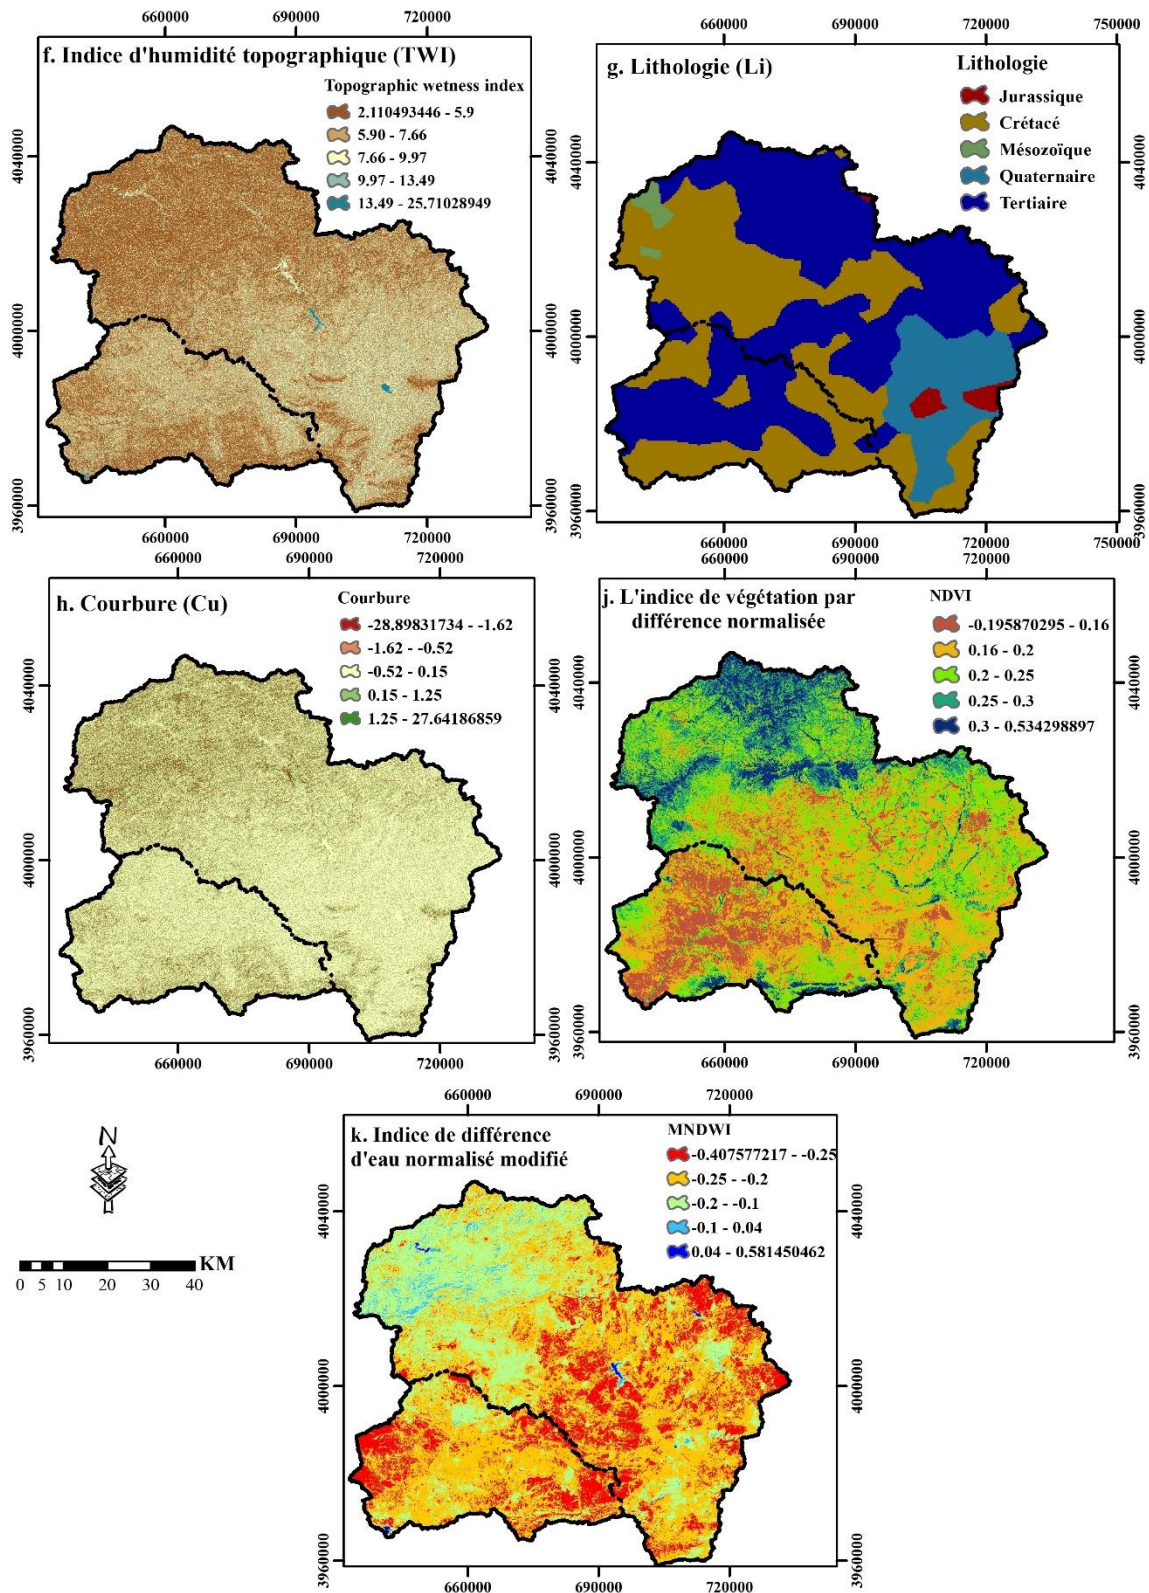 660000 690000 720000
f. Indice d'humidité topographique (TWI)
Topographic wetness index
2.110493446 - 5.9
5.90 - 7.66
7.66 - 9.97
9.97 - 13.49
13.49 - 25.71028949
4040000
4000000
3960000
660000 690000 720000 750000
g. Lithologie (Li)
Lithologie
Jurassique
Crétacé
Mésozoïque
Quaternaire
Tertiaire
4040000
4000000
3960000
660000 690000 720000
660000 690000 720000 750000
660000 690000 720000
h. Courbure (Cu)
Courbure
-28.89831734 - -1.62
-1.62 - -0.52
-0.52 - 0.15
0.15 - 1.25
1.25 - 27.64186859
4040000 4040000
4000000 4000000
3960000 3960000
660000 690000 720000
j. L'indice de végétation par
différence normalisée
NDVI
-0.195870295 - 0.16
0.16 - 0.2
0.2 - 0.25
0.25 - 0.3
0.3 - 0.534298897
4040000
4000000
3960000
660000 690000 720000
660000 690000 720000
k. Indice de différence
d'eau normalisé modifié
MNDWI
-0.407577217 - -0.25
-0.25 - -0.2
-0.2 - -0.1
-0.1 - 0.04
0.04 - 0.581450462
4040000 4040000
4000000 4000000
3960000 3960000
660000 690000 720000
N
KM
0 5 10 20 30 40